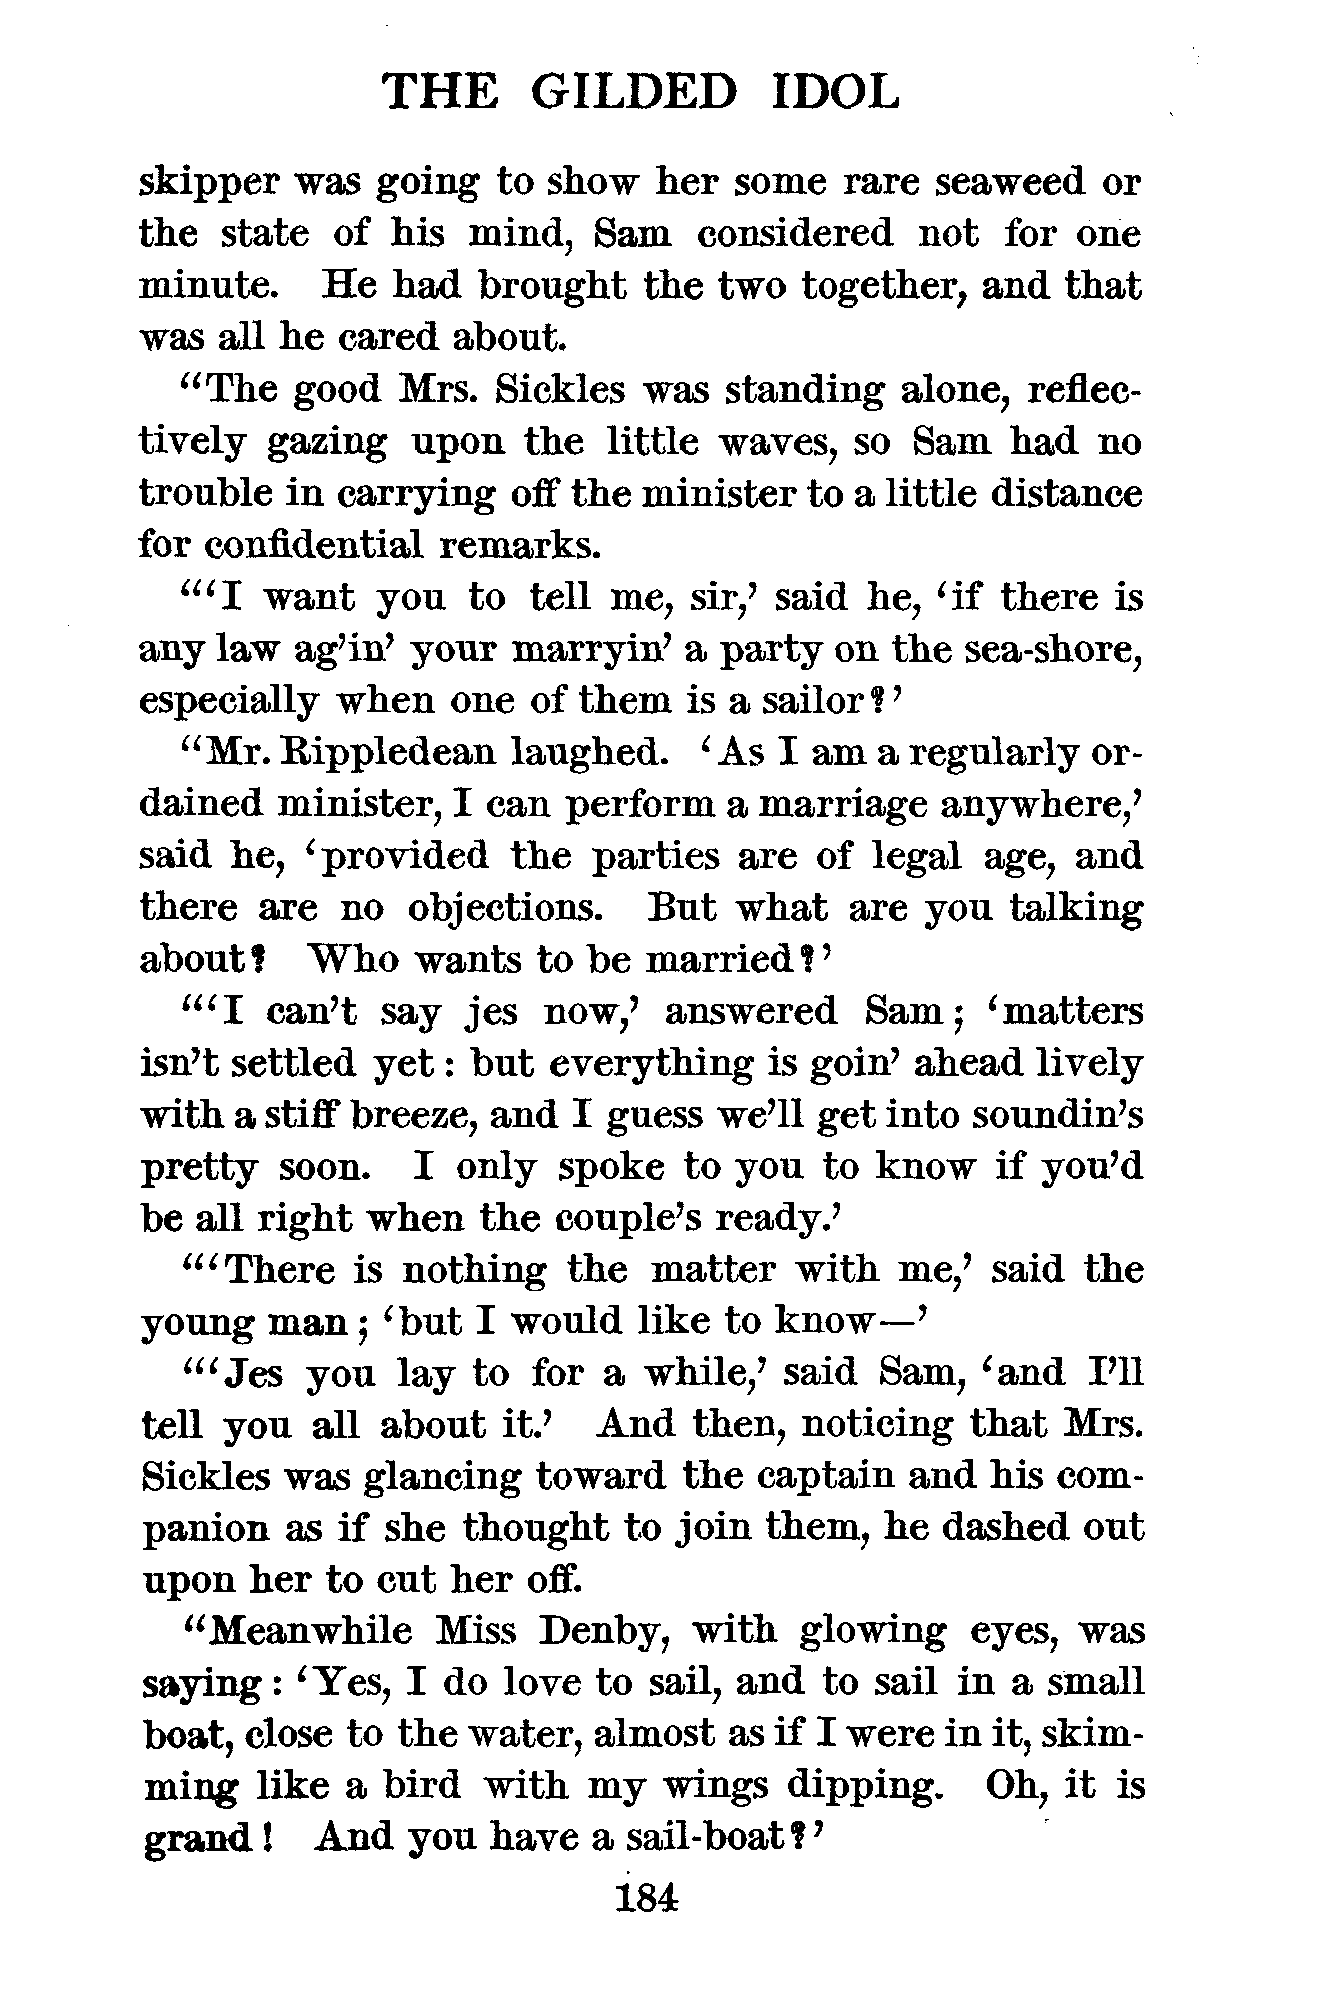 THE GILDED IDOL
skipper was going to show her some rare seaweed or
the state of his mind, Sam considered not for one
minute. He had brought the two together, and that
was all he cared about.
“The good Mrs. Sickles was standing alone, reflec-
tively gazing upon the little waves, so Sam had no
trouble in carrying off the minister to a little distance
for confidential remarks.
“‘I want you to tell me, sir,’ said he, ‘if there is
any law ag’in’ your marryin’ a party on the sea-shore,
especially when one of them is a sailor?’
“Mr. Rippledean laughed. ‘As I am a regularly or-
dained minister, I can perform a marriage anywhere,’
said he, ‘provided the parties are of legal age, and
there are no objections. But what are you talking
about? Who wants to be married?’
“‘I can’t say jes now,’ answered Sam; ‘matters
isn’t settled yet: but everything is goin’ ahead lively
with a stiff breeze, and I guess we’ll get into soundin’s
pretty soon. I only spoke to you to know if you’d
be all right when the couple’s ready.’
“‘There is nothing the matter with me,’ said the
young man; ‘but I would like to know—’
“‘Jes you lay to for a while,’ said Sam, ‘and I’ll
tell you all about it.’ And then, noticing that Mrs.
Sickles was glancing toward the captain and his com-
panion as if she thought to join them, he dashed out
upon her to cut her off.
“Meanwhile Miss Denby, with glowing eyes, was
saying: ‘Yes, I do love to sail, and to sail in a small
boat, close to the water, almost as if I were in it, skim-
ming like a bird with my wings dipping. Oh, it is
grand! And you have a sail-boat?’
184